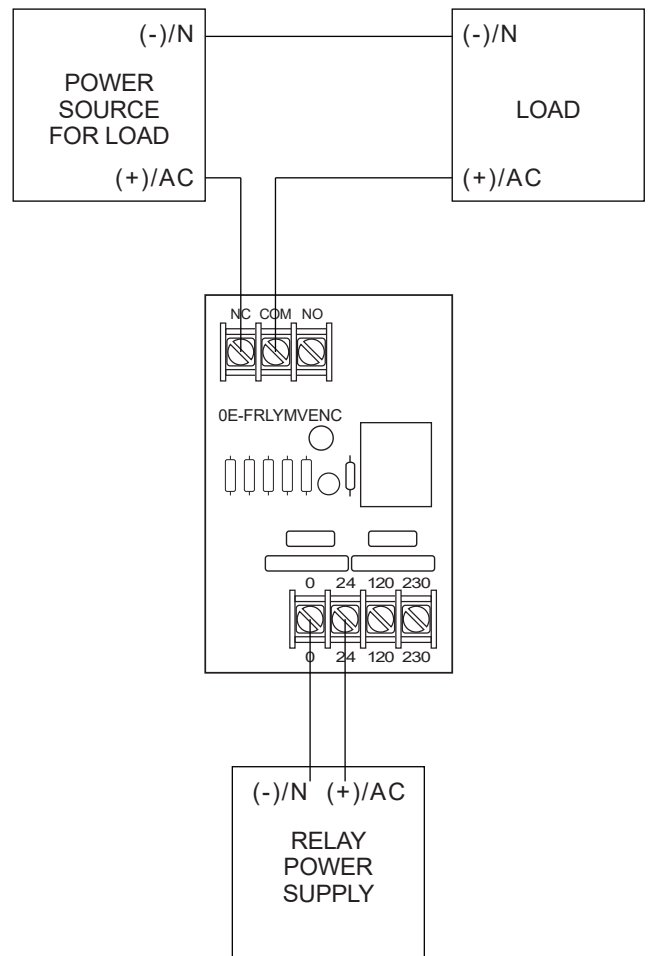 (-)/N
POWER
SOURCE
FOR LOAD
(+)/AC
(-)/N
LOAD
(+)/AC
NC COM NO
0E-FRLYMVENC
0 24 120 230
0 24 120 230
(-)/N (+)/AC
RELAY
POWER
SUPPLY